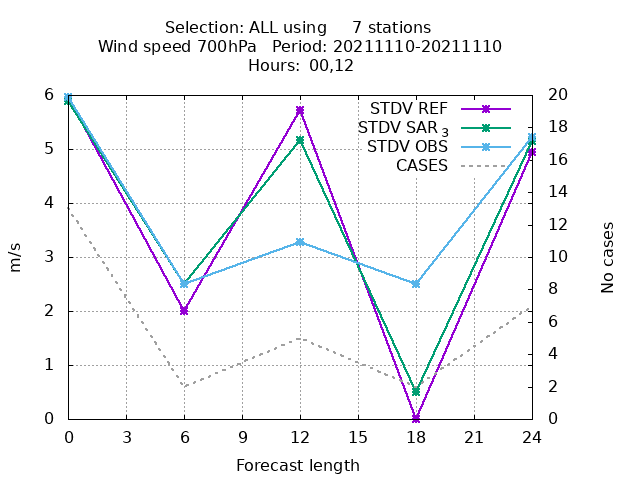 Selection: ALL using     7 stations
Wind speed 700hPa   Period: 20211110-20211110
Hours: 00,12
STDV REF
STDV SAR 3
STDV OBS
CASES
6
5
4
3
2
1
0
m/s
20
18
16
14
12
10
8
6
4
2
0
No cases
0 3 6 9 12 15 18 21 24
Forecast length